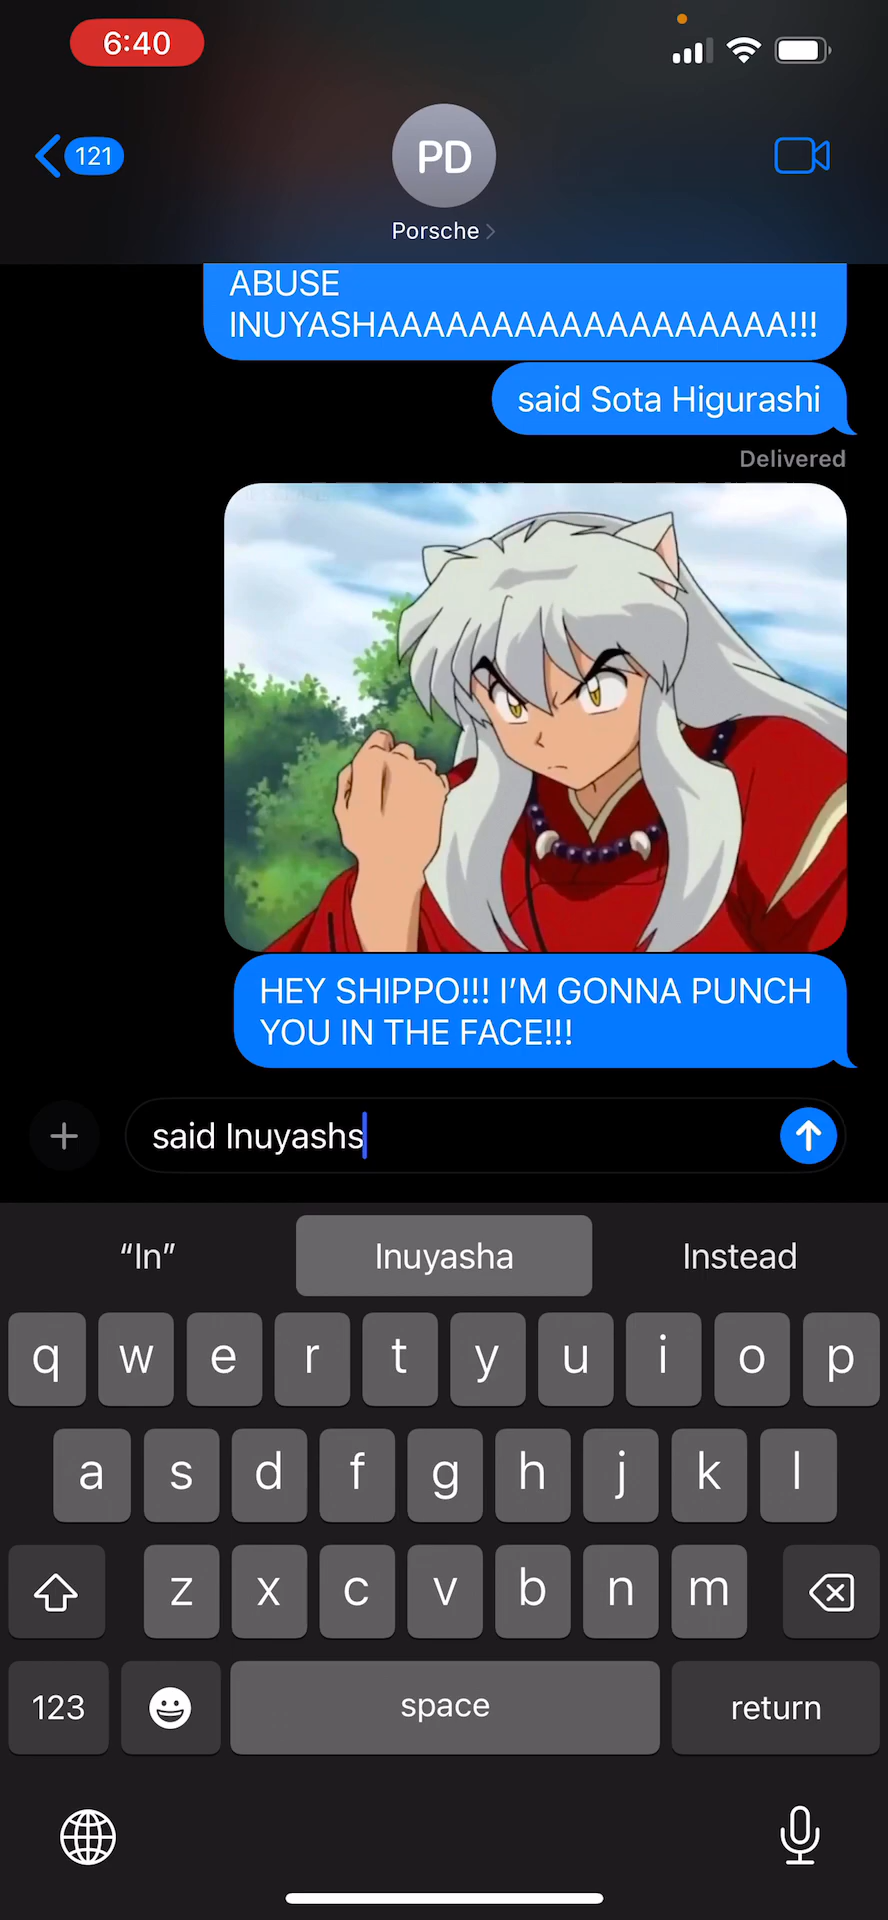 6:40
121
PD
Porsche
ABUSE
INUYASHAAAAAAAAAAAAAAAAAA!!!
said Sota Higurashi
Delivered
HEY SHIPPO!!! I’M GONNA PUNCH
YOU IN THE FACE!!!
said Inuyashs
“In” Inuyasha Instead
q w e r t y u i o p
a s d f g h j k l
z x c v b n m
123 space return